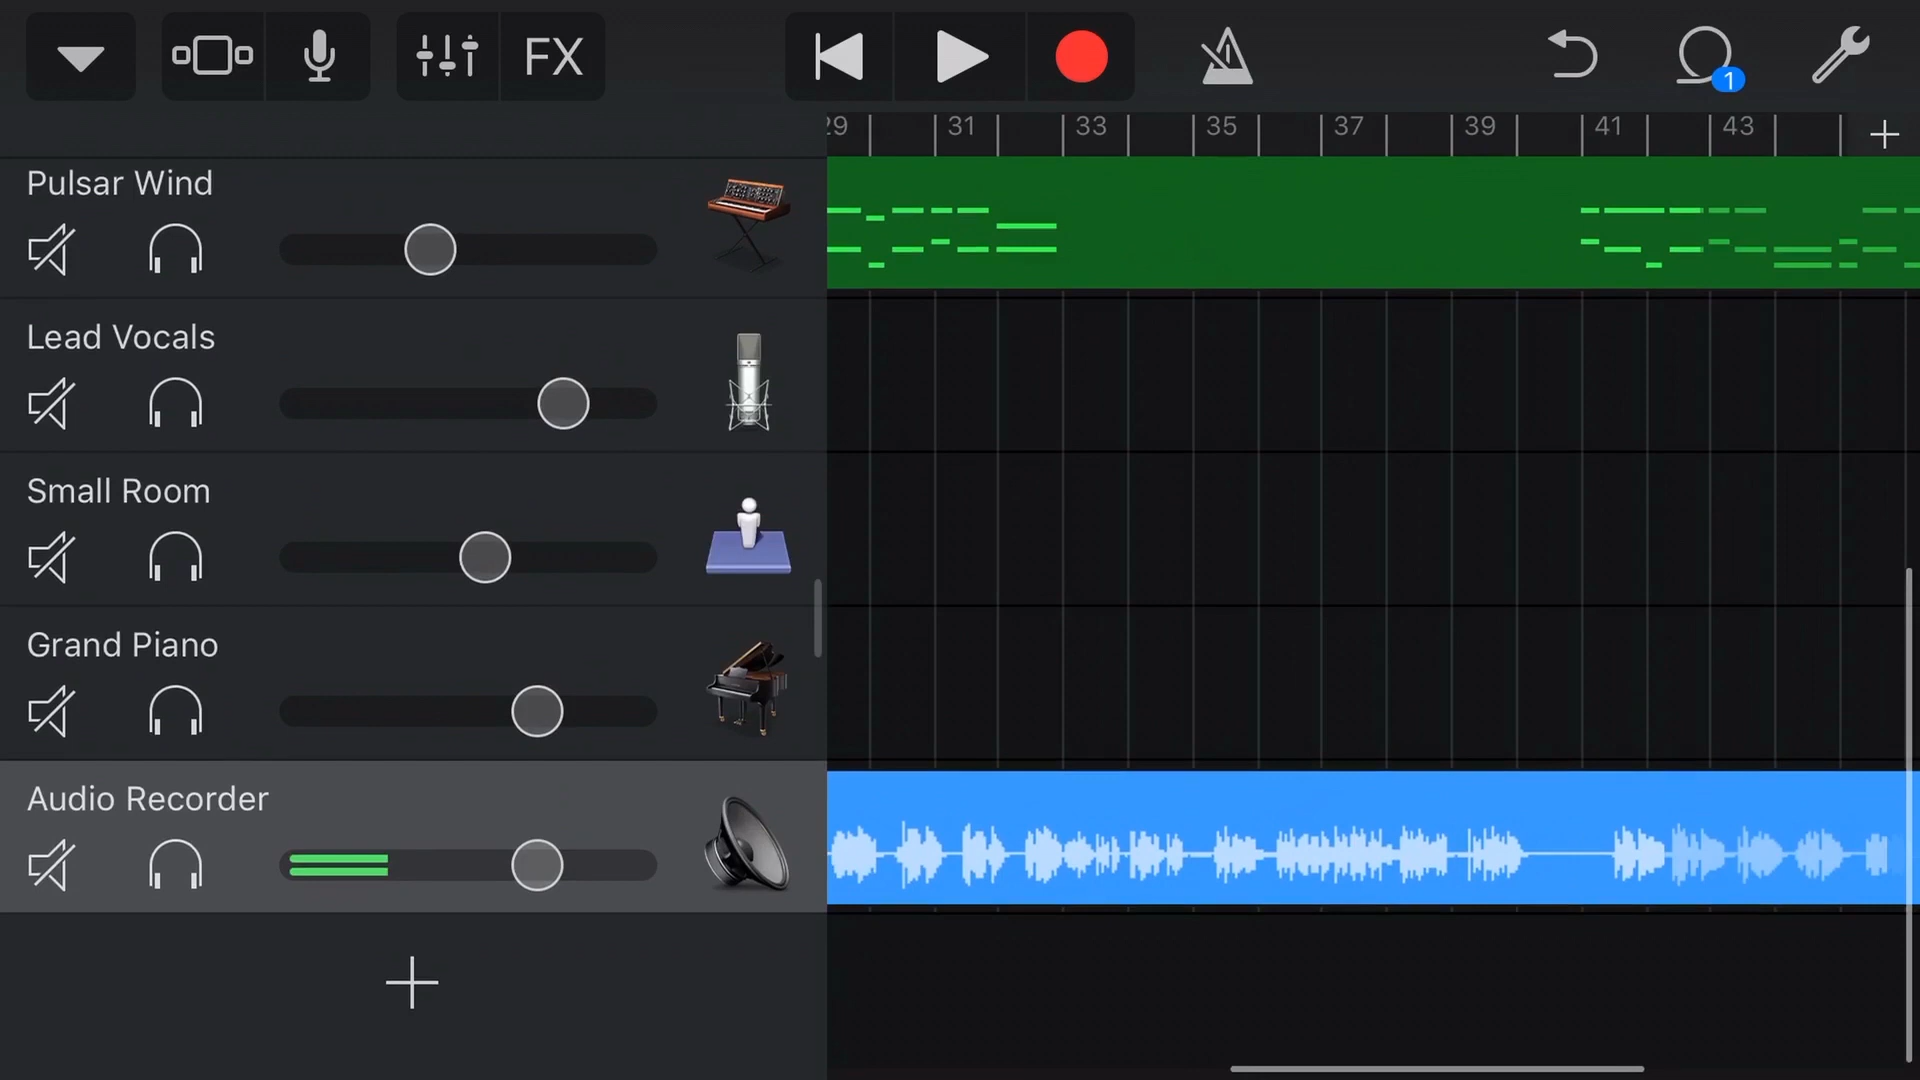 FX
1
29 31 33 35 37 39 41 43
Pulsar Wind
Lead Vocals
Small Room
Grand Piano
Audio Recorder